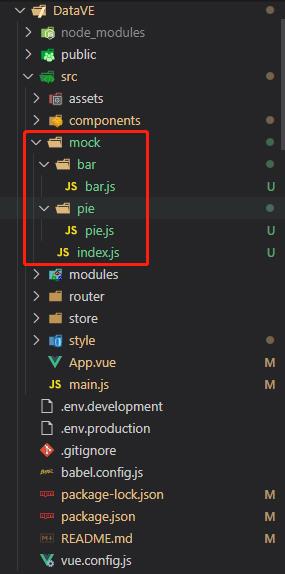 DataVE
node_modules
public
src
assets
components
mock
bar
JS bar.js U
pie
JS pie.js U
JS index.js U
modules
router
store
style
App.vue M
JS main.js M
.env.development
.env.production
.gitignore
babel.config.js
package-lock.json M
package.json M
README.md M
vue.config.js